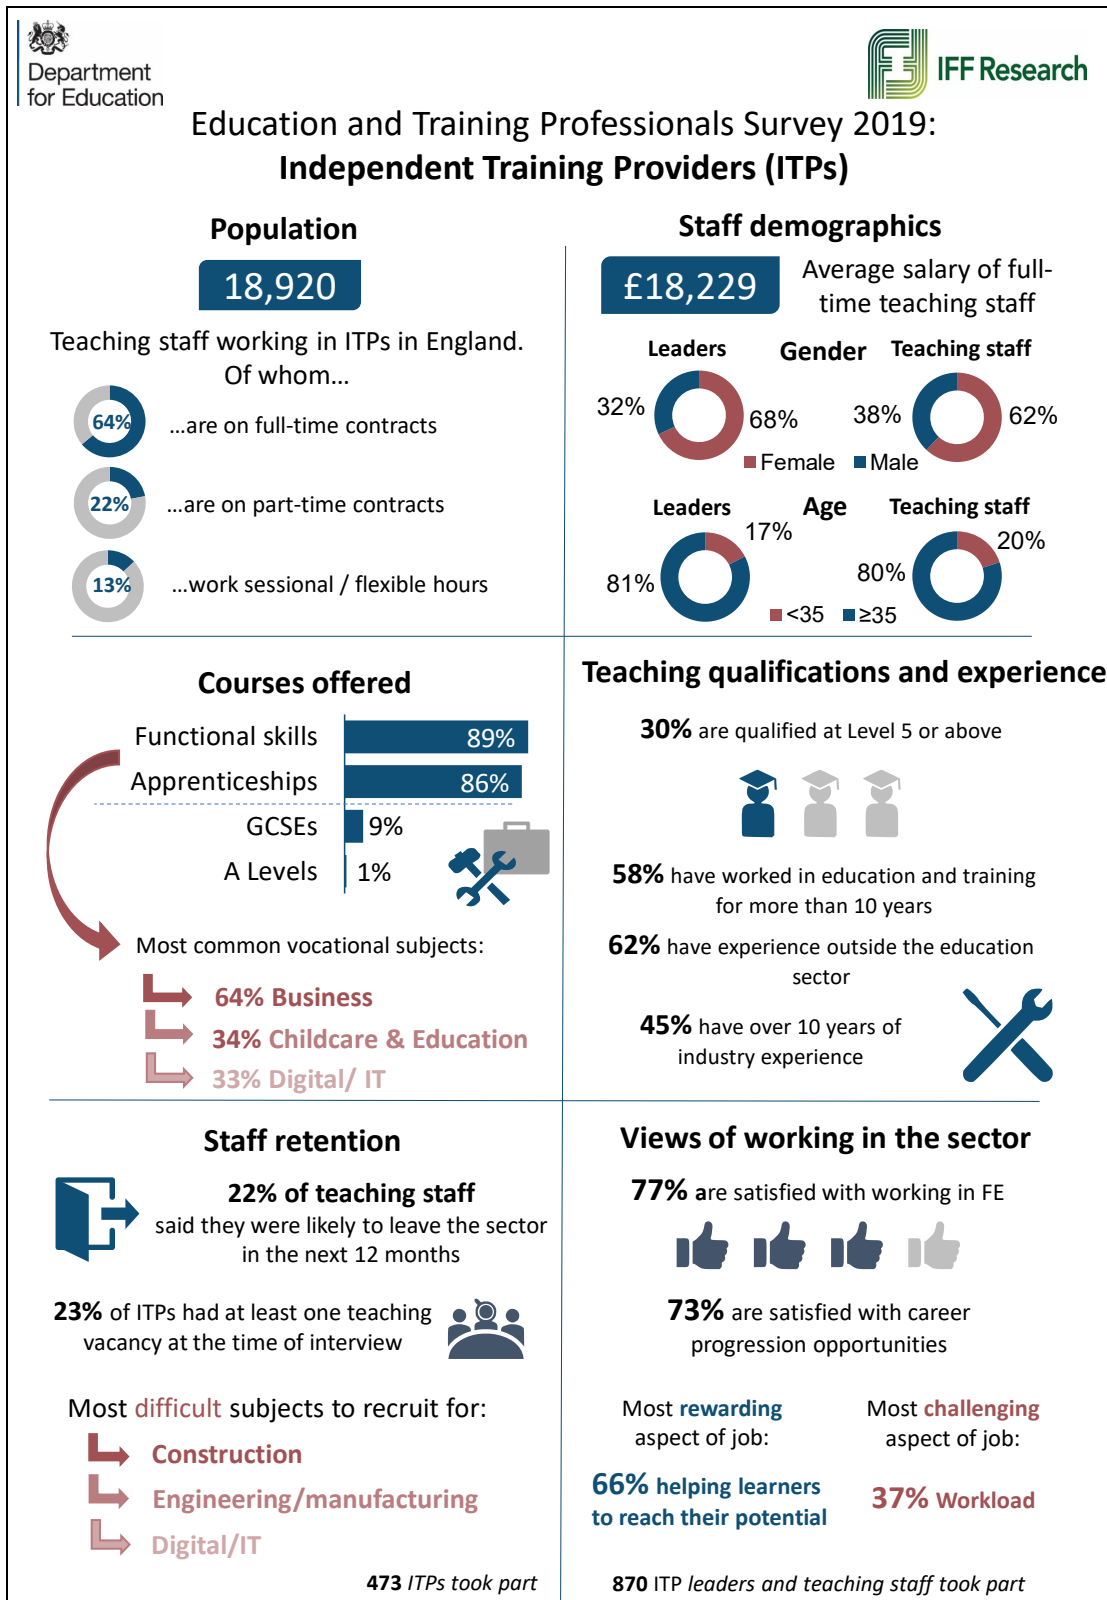 Department
for Education
IFF Research
Education and Training Professionals Survey 2019:
Independent Training Providers (ITPs)
Population
18,920
Teaching staff working in ITPs in England.
Of whom...
64%
...are on full-time contracts
22%
...are on part-time contracts
13%
...work sessional / flexible hours
Staff demographics
£18,229
Average salary of full-
time teaching staff
Leaders
Gender
Teaching staff
32%
68%
38%
62%
Female
Male
Leaders
Age
Teaching staff
17%
81%
20%
80%
<35
≥35
Courses offered
Functional skills
89%
Apprenticeships
86%
GCSEs
9%
A Levels
1%
Most common vocational subjects:
64% Business
34% Childcare & Education
33% Digital/ IT
Teaching qualifications and experience
30% are qualified at Level 5 or above
58% have worked in education and training
for more than 10 years
62% have experience outside the education
sector
45% have over 10 years of
industry experience
Staff retention
22% of teaching staff
said they were likely to leave the sector
in the next 12 months
23% of ITPs had at least one teaching
vacancy at the time of interview
Most difficult subjects to recruit for:
Construction
Engineering/manufacturing
Digital/IT
473 ITPs took part
Views of working in the sector
77% are satisfied with working in FE
73% are satisfied with career
progression opportunities
Most rewarding
aspect of job:
66% helping learners
to reach their potential
Most challenging
aspect of job:
37% Workload
870 ITP leaders and teaching staff took part